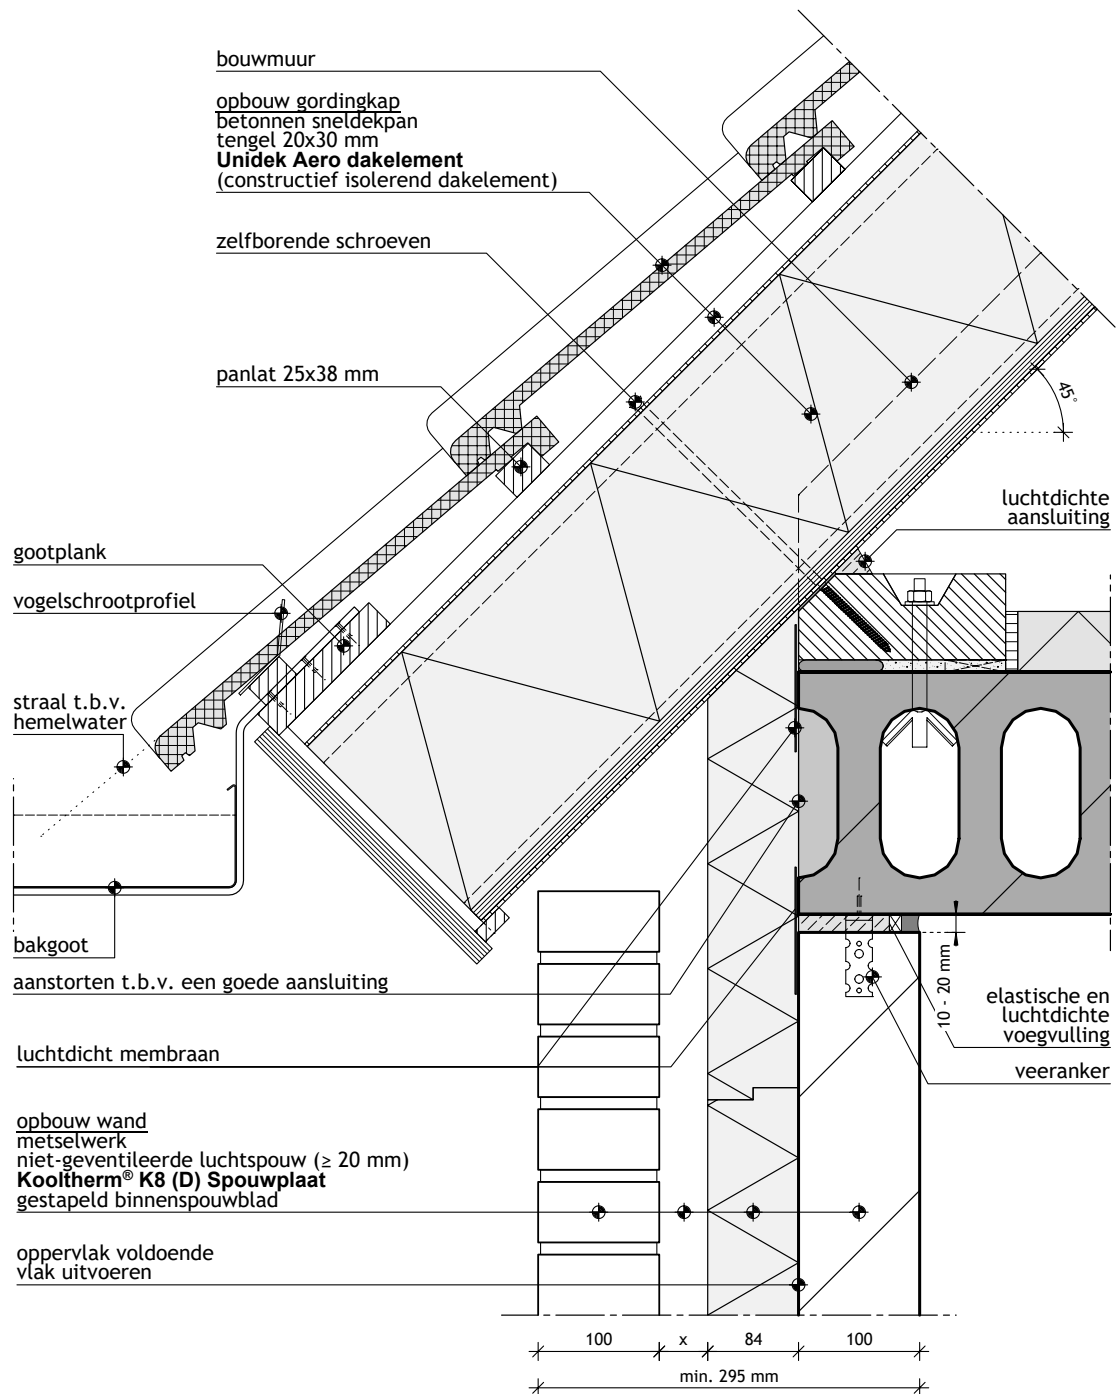 bouwmuur
opbouw gordingkap
betonnen sneldekpan
tengel 20x30 mm
Unidek Aero dakelement
(constructief isolerend dakelement)
zelfborende schroeven
panlat 25x38 mm
45°
luchtdichte
aansluiting
gootplank
vogelschrootprofiel
straal t.b.v.
hemelwater
bakgoot
aanstorten t.b.v. een goede aansluiting
10 - 20 mm
elastische en
luchtdichte
voegvulling
luchtdicht membraan
veeranker
opbouw wand
metselwerk
niet-geventileerde luchtspouw (≥ 20 mm)
Kooltherm® K8 (D) Spouwplaat
gestapeld binnenspouwblad
oppervlak voldoende
vlak uitvoeren
100 x 84 100
min. 295 mm